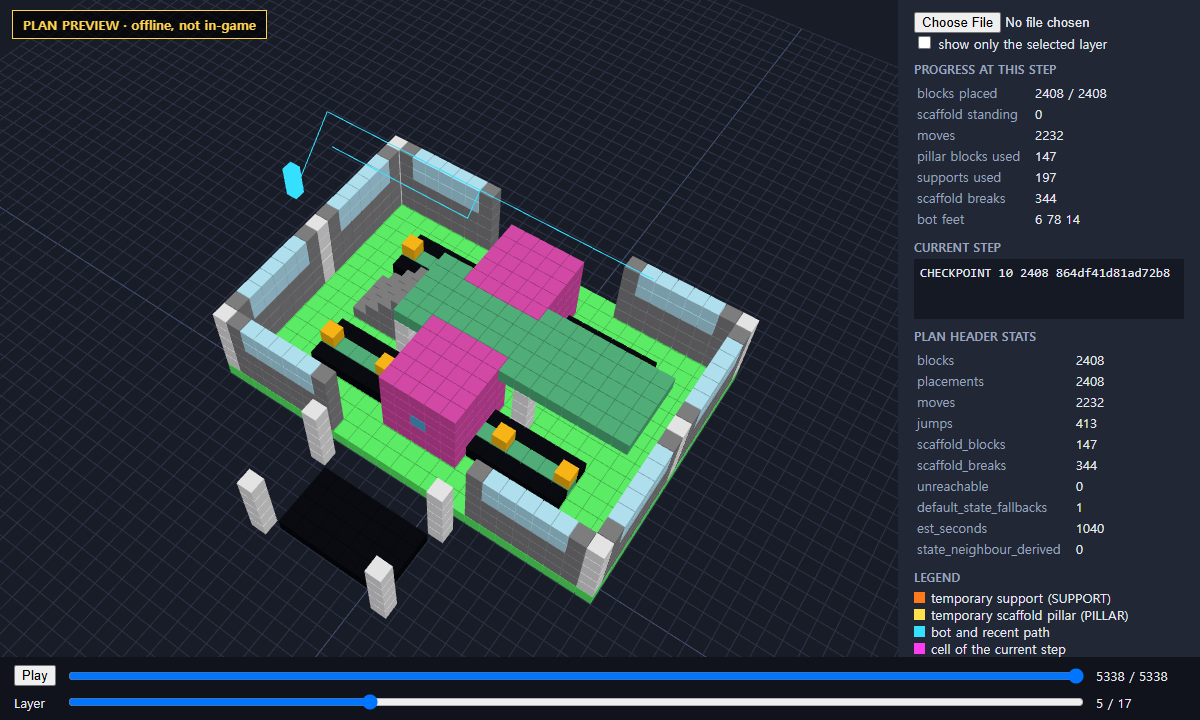 PLAN PREVIEW · offline, not in-game
Choose File No file chosen
show only the selected layer
PROGRESS AT THIS STEP
blocks placed 2408 / 2408
scaffold standing 0
moves 2232
pillar blocks used 147
supports used 197
scaffold breaks 344
bot feet 6 78 14
CURRENT STEP
CHECKPOINT 10 2408 864df41d81ad72b8
PLAN HEADER STATS
blocks 2408
placements 2408
moves 2232
jumps 413
scaffold_blocks 147
scaffold_breaks 344
unreachable 0
default_state_fallbacks 1
est_seconds 1040
state_neighbour_derived 0
LEGEND
temporary support (SUPPORT)
temporary scaffold pillar (PILLAR)
bot and recent path
cell of the current step
Play 5338 / 5338
Layer 5 / 17